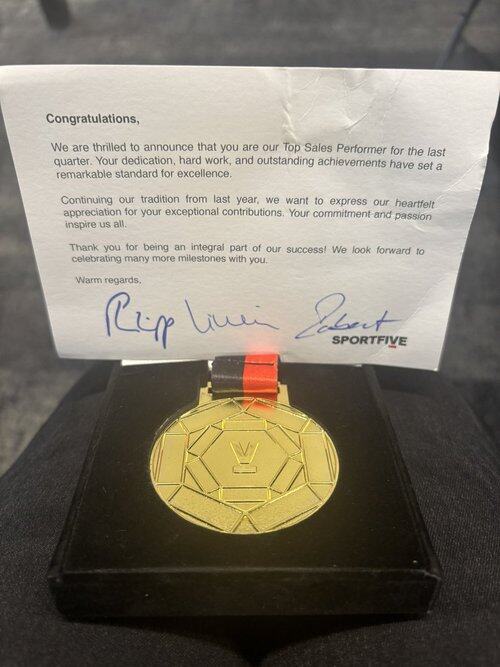 Congratulations,
We are thrilled to announce that you are our Top Sales Performer for the last
quarter. Your dedication, hard work, and outstanding achievements have set a
remarkable standard for excellence.
Continuing our tradition from last year, we want to express our heartfelt
appreciation for your exceptional contributions. Your commitment and passion
inspire us all.
Thank you for being an integral part of our success! We look forward to
celebrating many more milestones with you.
Warm regards,
Robert
SPORTFIVE